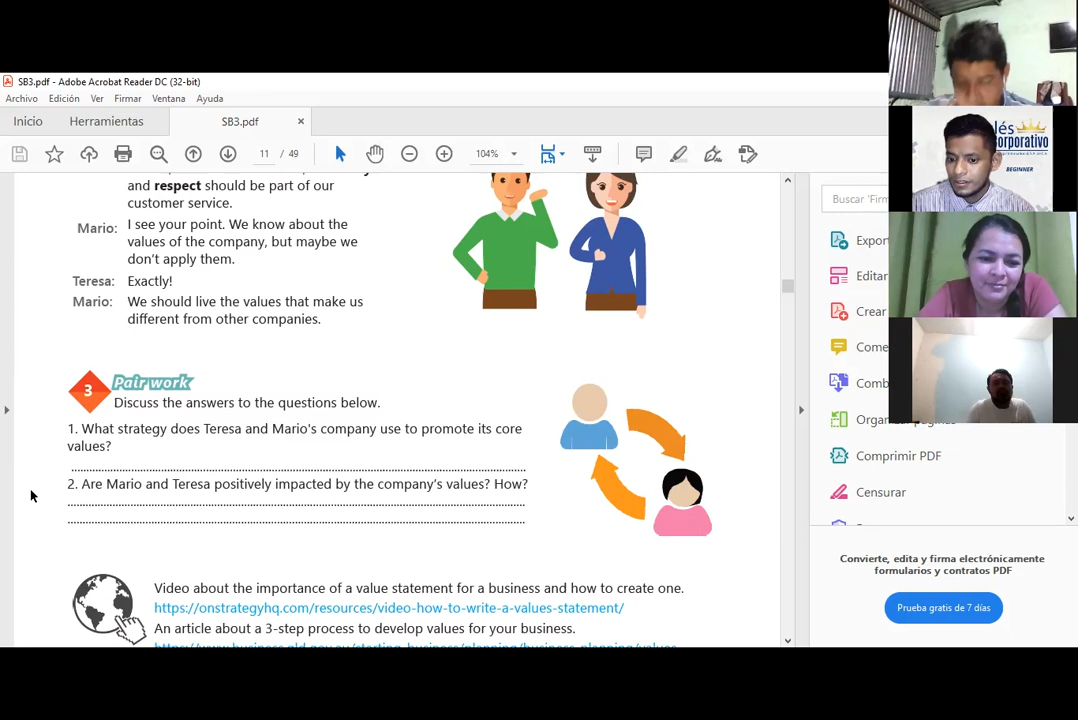 SB3.pdf - Adobe Acrobat Reader DC (32-bit)
Archivo Edición Ver Firmar Ventana Ayuda
Inicio Herramientas SB3.pdf ×
11 / 49 104%
and respect should be part of our
customer service.
Mario: I see your point. We know about the
values of the company, but maybe we
don't apply them.
Teresa: Exactly!
Mario: We should live the values that make us
different from other companies.
3 Pair work
Discuss the answers to the questions below.
1. What strategy does Teresa and Mario's company use to promote its core
values?
2. Are Mario and Teresa positively impacted by the company's values? How?
Video about the importance of a value statement for a business and how to create one.
https://onstrategyhq.com/resources/video-how-to-write-a-values-statement/
An article about a 3-step process to develop values for your business.
Buscar 'Firm
Export
Editar
Crear
Come
Comb
Organi
Comprimir PDF
Censurar
Convierte, edita y firma electrónicamente
formularios y contratos PDF
Prueba gratis de 7 días
lés
orporativo
BEGINNER